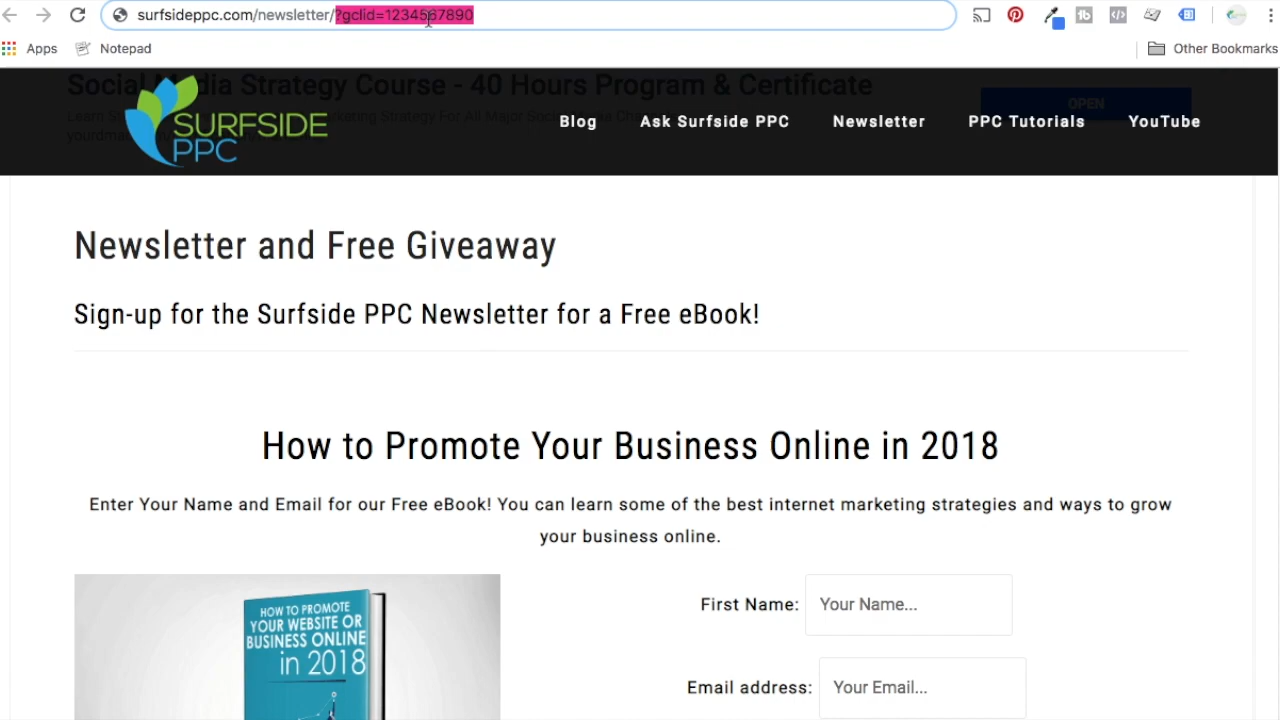 surfsideppc.com/newsletter/?gclid=1234567890
Apps
Notepad
Other Bookmarks
Social Media Strategy Course - 40 Hours Program & Certificate
OPEN
SURFSIDE
PPC
Blog
Ask Surfside PPC
Newsletter
PPC Tutorials
YouTube
Newsletter and Free Giveaway
Sign-up for the Surfside PPC Newsletter for a Free eBook!
How to Promote Your Business Online in 2018
Enter Your Name and Email for our Free eBook! You can learn some of the best internet marketing strategies and ways to grow
your business online.
HOW TO PROMOTE
YOUR WEBSITE OR
BUSINESS ONLINE
in 2018
First Name:
Your Name...
Email address:
Your Email...